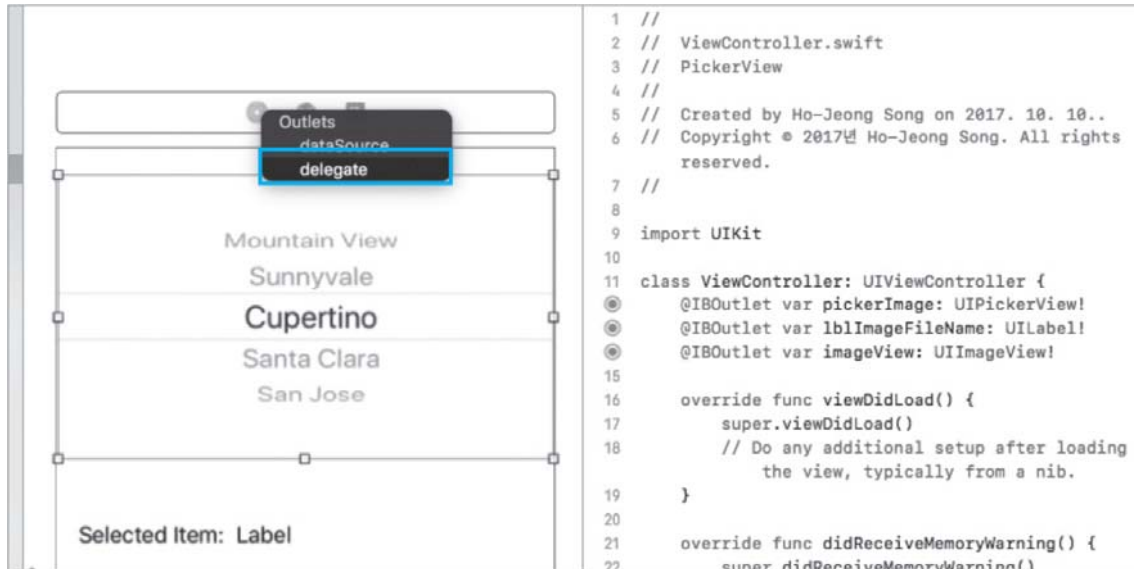 Outlets
dataSource
delegate
Mountain View
Sunnyvale
Cupertino
Santa Clara
San Jose
Selected Item: Label
1 //
2 // ViewController.swift
3 // PickerView
4 //
5 // Created by Ho-Jeong Song on 2017. 10. 10..
6 // Copyright © 2017년 Ho-Jeong Song. All rights
reserved.
7 //
8
9 import UIKit
10
11 class ViewController: UIViewController {
@IBOutlet var pickerImage: UIPickerView!
@IBOutlet var lblImageFileName: UILabel!
@IBOutlet var imageView: UIImageView!
15
16 override func viewDidLoad() {
17 super.viewDidLoad()
18 // Do any additional setup after loading
the view, typically from a nib.
19 }
20
21 override func didReceiveMemoryWarning() {
22 super.didReceiveMemoryWarning()